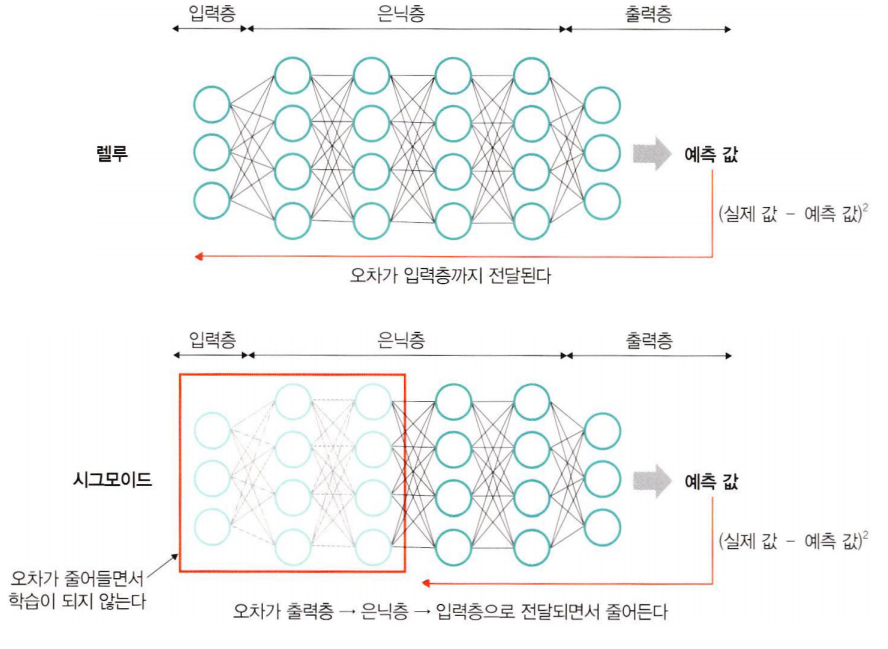 입력층 은닉층 출력층
렐루
예측 값
(실제 값 - 예측 값)²
오차가 입력층까지 전달된다
입력층 은닉층 출력층
시그모이드
예측 값
(실제 값 - 예측 값)²
오차가 줄어들면서
학습이 되지 않는다
오차가 출력층 → 은닉층 → 입력층으로 전달되면서 줄어든다